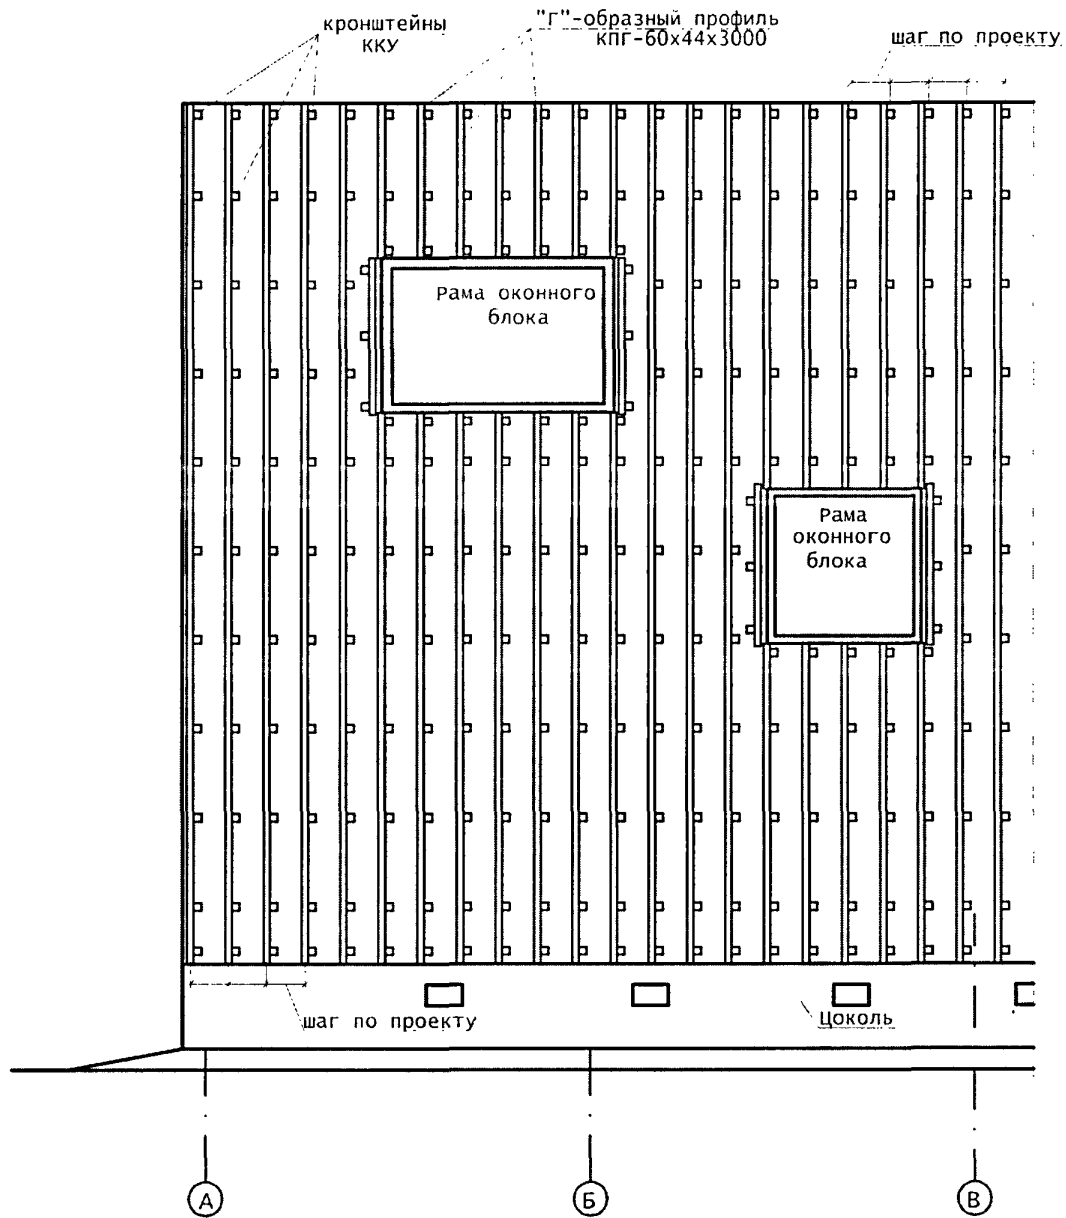 кронштейны
ККУ
"Г"-образный профиль
КПГ-60х44х3000
шаг по проекту
Рама оконного
блока
Рама
оконного
блока
шаг по проекту
Цоколь
А
Б
В